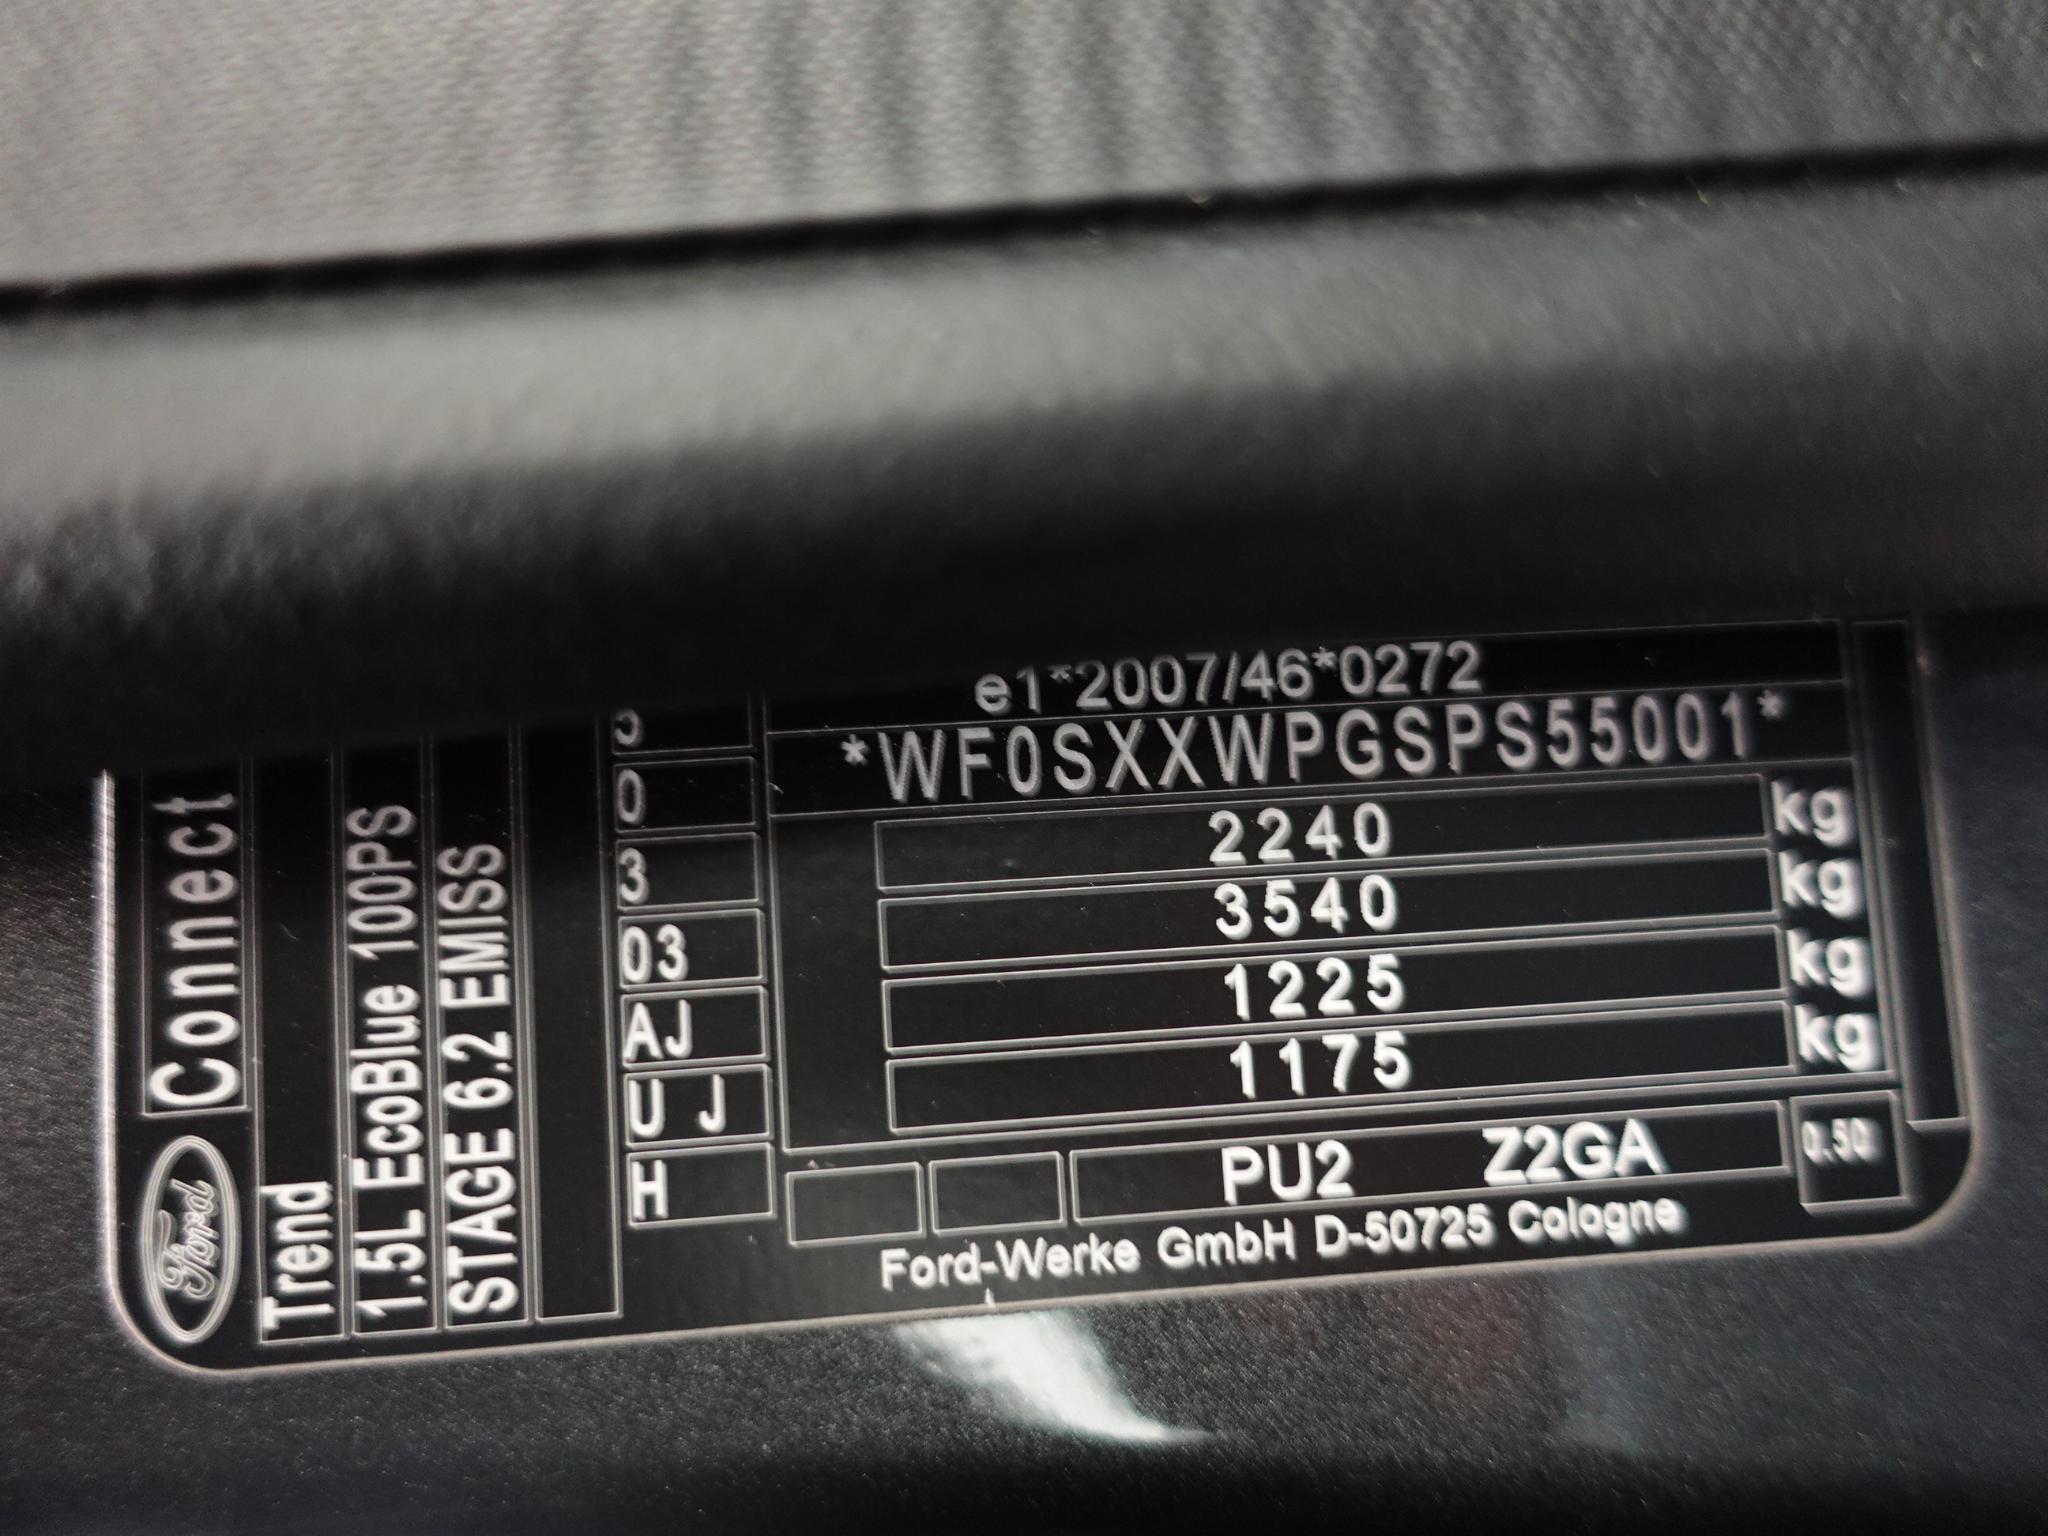 e1*2007/46*0272
*WF0SXXWPGSPS55001*
2240 kg
3540 kg
1225 kg
1175 kg
PU2 Z2GA 0.50
Ford-Werke GmbH D-50725 Cologne
0
3
03
AJ
U J
H
Ford Connect
Trend
1.5L EcoBlue 100PS
STAGE 6.2 EMISS